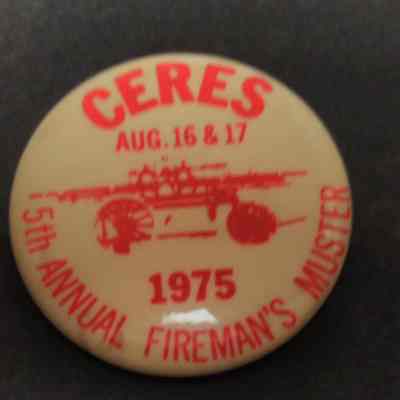 CERES
AUG. 16 & 17
1975
5th ANNUAL FIREMAN'S MUSTER